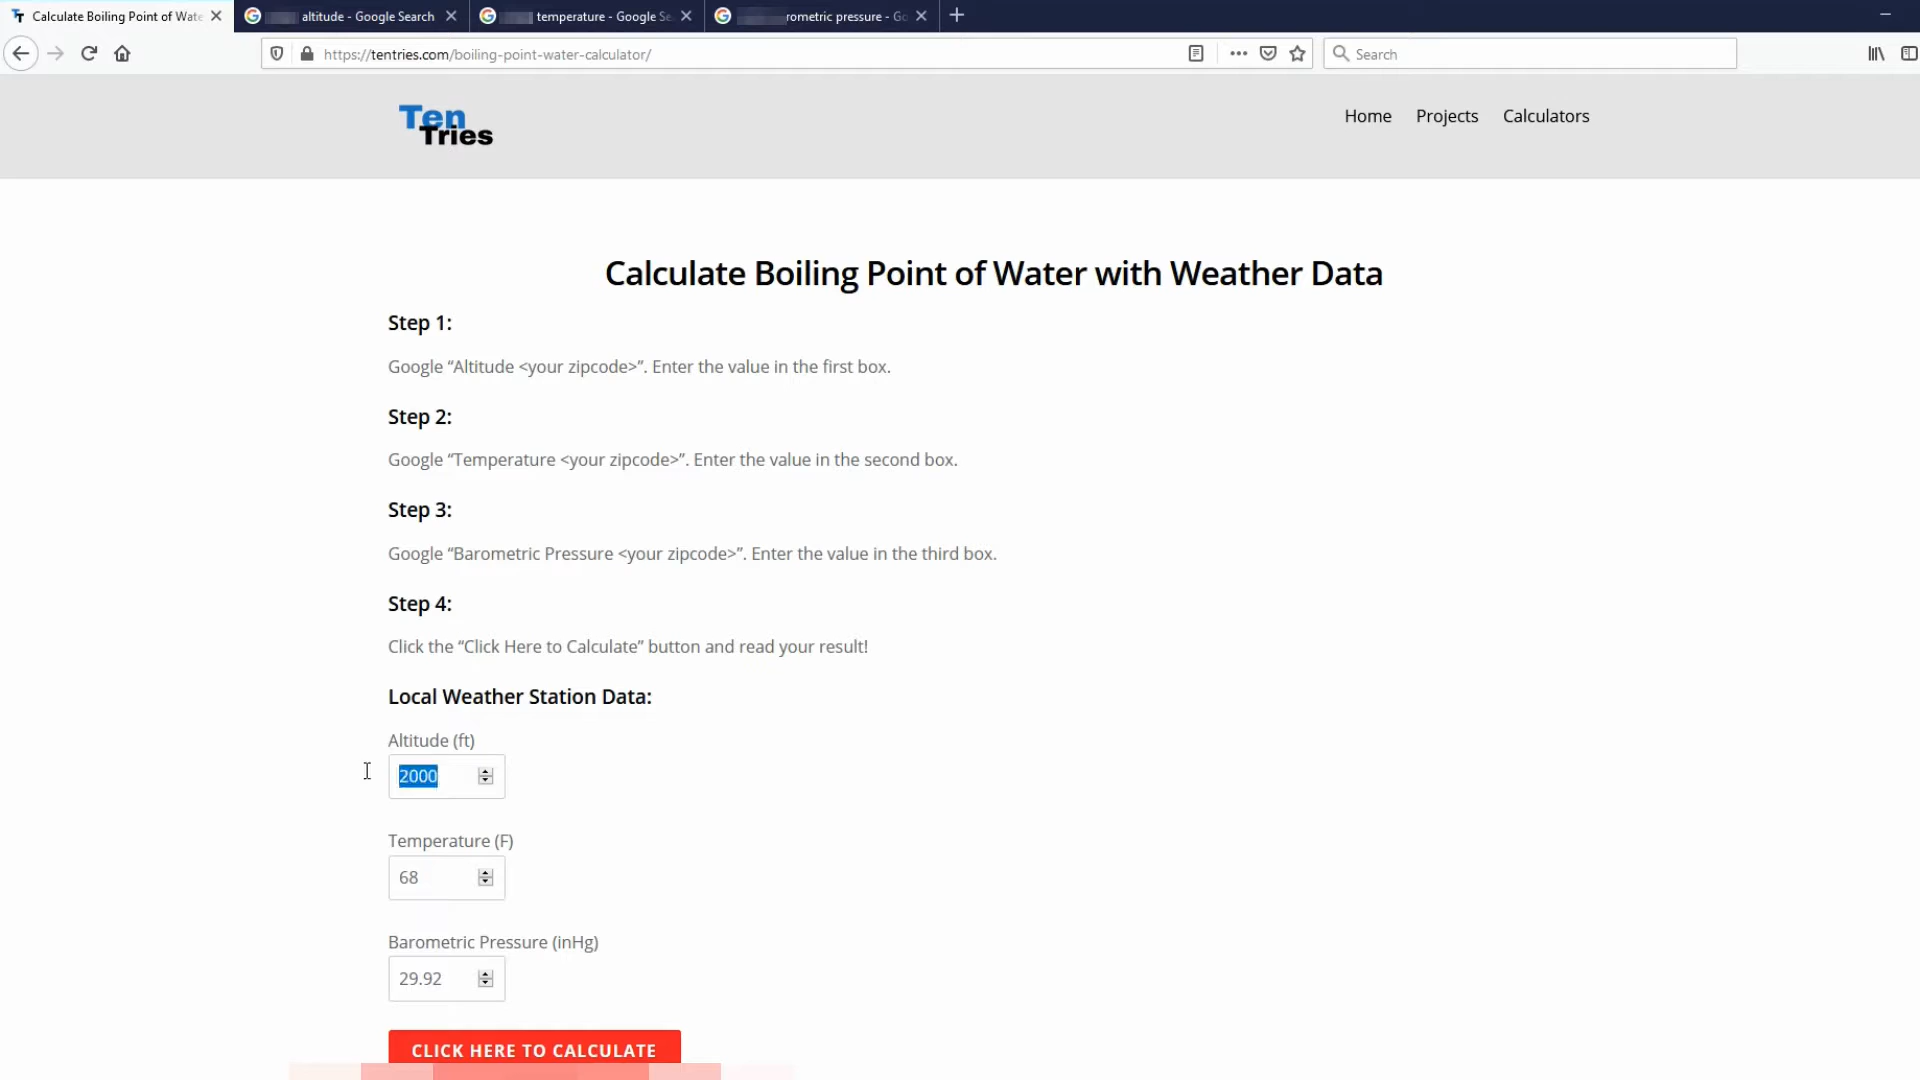 Calculate Boiling Point of Wate
altitude - Google Search
temperature - Google Se
rometric pressure - Go
https://tentries.com/boiling-point-water-calculator/
Search
Ten
Tries
Home
Projects
Calculators
Calculate Boiling Point of Water with Weather Data
Step 1:
Google “Altitude <your zipcode>”. Enter the value in the first box.
Step 2:
Google “Temperature <your zipcode>”. Enter the value in the second box.
Step 3:
Google “Barometric Pressure <your zipcode>”. Enter the value in the third box.
Step 4:
Click the “Click Here to Calculate” button and read your result!
Local Weather Station Data:
Altitude (ft)
2000
Temperature (F)
68
Barometric Pressure (inHg)
29.92
CLICK HERE TO CALCULATE